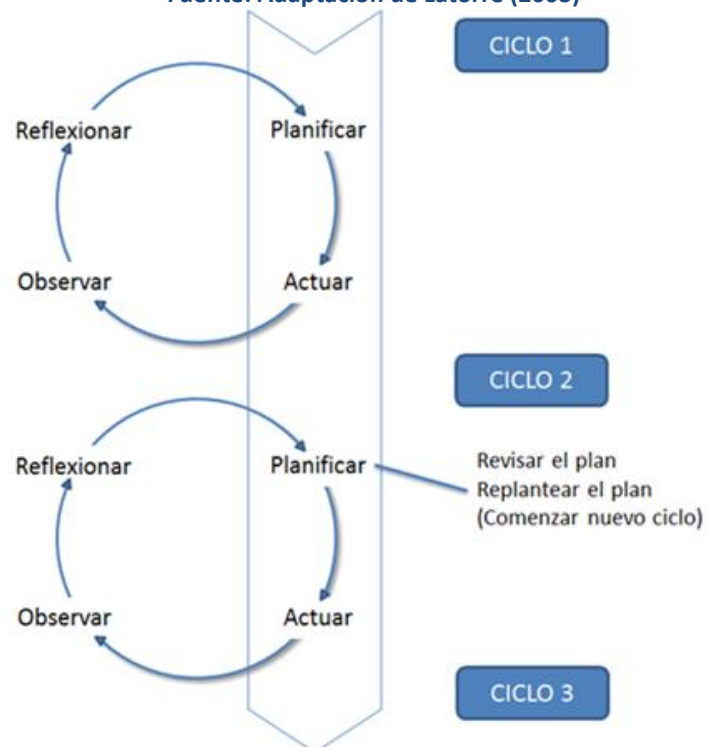 Fuente: Adaptación de Latorre (2003)
CICLO 1
Reflexionar
Planificar
Observar
Actuar
CICLO 2
Reflexionar
Planificar
Revisar el plan
Replantear el plan
(Comenzar nuevo ciclo)
Observar
Actuar
CICLO 3